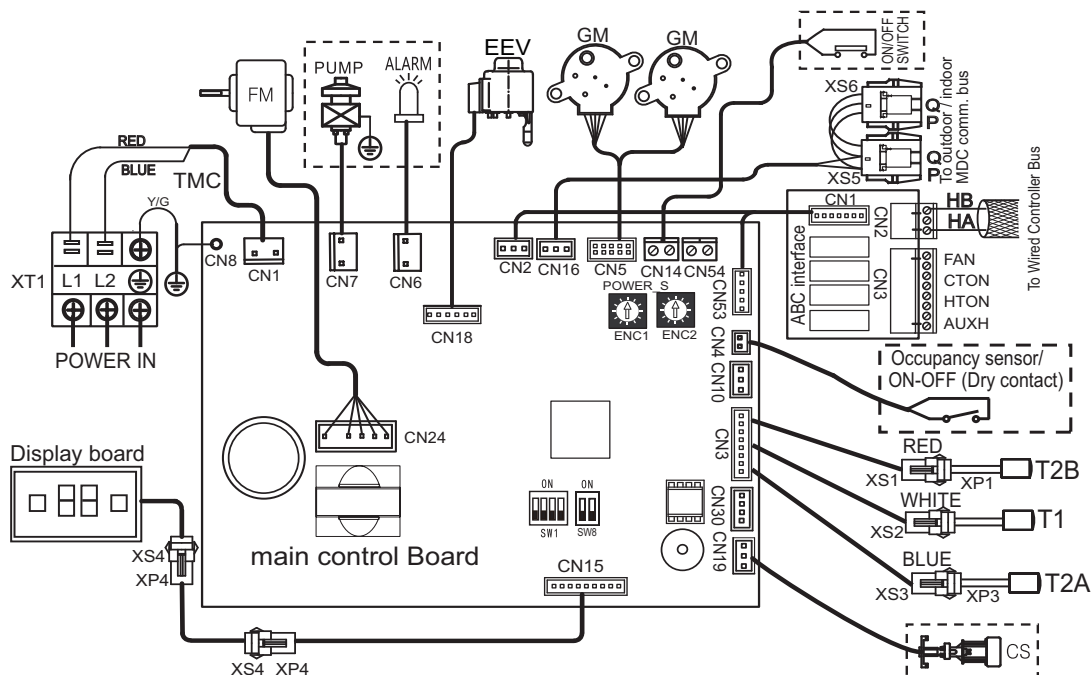 RED
BLUE
TMC
Y/G
XT1
L1
L2
POWER IN
FM
PUMP
ALARM
EEV
GM
GM
ON/OFF
SWITCH
XS6
Q
P
XS5
Q
P
To outdoor / indoor
MDC comm. bus
CN8
CN1
CN7
CN6
CN18
CN2
CN16
CN5
CN14
CN54
POWER_S
ENC1
ENC2
CN53
CN4
CN10
CN3
CN30
CN19
ABC interface
CN1
CN2
CN3
HB
HA
To Wired Controller Bus
FAN
CTON
HTON
AUXH
Occupancy sensor/
ON-OFF (Dry contact)
CN24
main control Board
ON
SW1
ON
SW8
CN15
Display board
XS4
XP4
XS4
XP4
RED
XS1
XP1
T2B
WHITE
XS2
T1
BLUE
XS3
XP3
T2A
CS